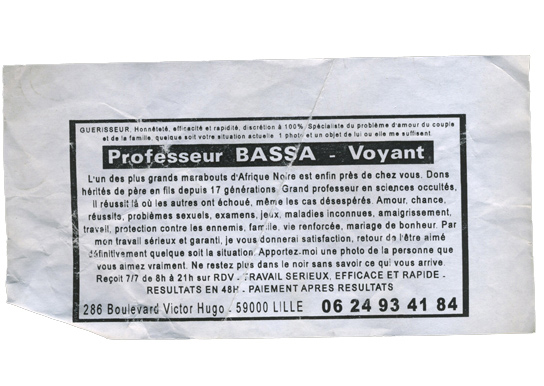 GUERISSEUR. Honnêteté, efficacité et rapidité, discrétion à 100%. Spécialiste du problème d'amour du couple
et de la famille, quelque soit votre situation actuelle. 1 photo et un objet de lui ou elle me suffisent.
Professeur BASSA - Voyant
L'un des plus grands marabouts d'Afrique Noire est enfin près de chez vous. Dons
hérités de père en fils depuis 17 générations. Grand professeur en sciences occultés,
il réussit là où les autres ont échoué, même les cas désespérés. Amour, chance,
réussite, problèmes sexuels, examens, jeux, maladies inconnues, amaigrissement,
travail, protection contre les ennemis, famille, vie renforcée, mariage de bonheur. Par
mon travail sérieux et garanti, je vous donnerai satisfaction, retour de l'être aimé
définitivement quelque soit la situation. Apportez-moi une photo de la personne que
vous aimez vraiment. Ne restez plus dans le noir sans savoir ce qui vous arrive.
Reçoit 7/7 de 8h à 21h sur RDV - TRAVAIL SERIEUX, EFFICACE ET RAPIDE -
RESULTATS EN 48H - PAIEMENT APRES RESULTATS
286 Boulevard Victor Hugo - 59000 LILLE 06 24 93 41 84